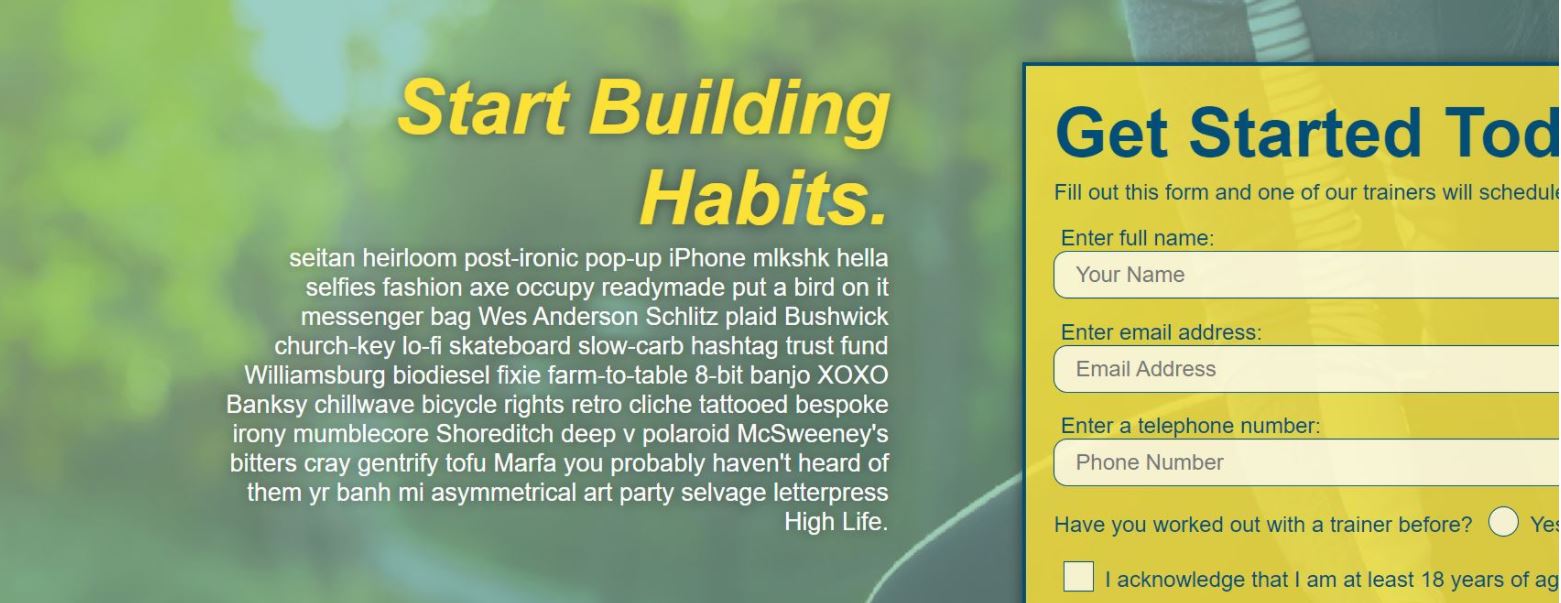 Start Building
Habits.
seitan heirloom post-ironic pop-up iPhone mlkshk hella
selfies fashion axe occupy readymade put a bird on it
messenger bag Wes Anderson Schlitz plaid Bushwick
church-key lo-fi skateboard slow-carb hashtag trust fund
Williamsburg biodiesel fixie farm-to-table 8-bit banjo XOXO
Banksy chillwave bicycle rights retro cliche tattooed bespoke
irony mumblecore Shoreditch deep v polaroid McSweeney's
bitters cray gentrify tofu Marfa you probably haven't heard of
them yr banh mi asymmetrical art party selvage letterpress
High Life.
Get Started Tod
Fill out this form and one of our trainers will schedule
Enter full name:
Your Name
Enter email address:
Email Address
Enter a telephone number:
Phone Number
Have you worked out with a trainer before? Yes
I acknowledge that I am at least 18 years of ag